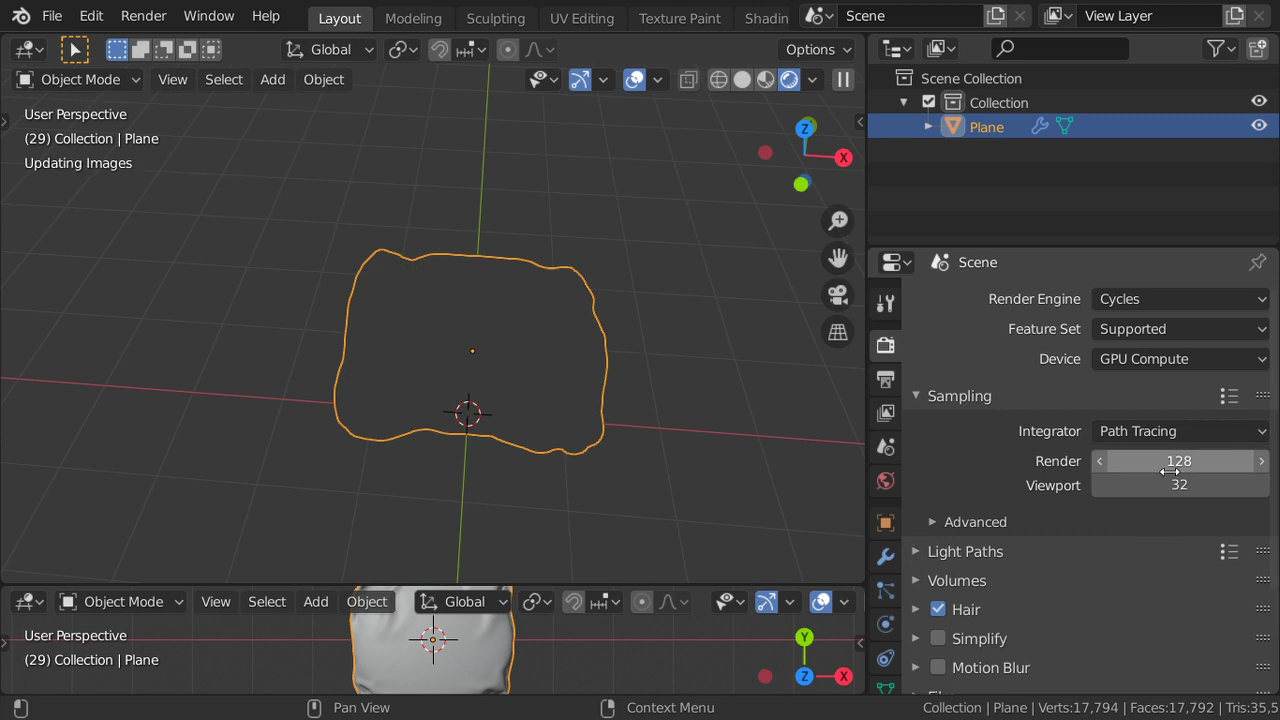 File Edit Render Window Help Layout Modeling Sculpting UV Editing Texture Paint Shadin Scene View Layer
Global Options
Object Mode View Select Add Object
User Perspective
(29) Collection | Plane
Updating Images
Z
X
Scene Collection
Collection
Plane
Scene
Render Engine Cycles
Feature Set Supported
Device GPU Compute
Sampling
Integrator Path Tracing
Render 128
Viewport 32
Advanced
Light Paths
Volumes
Hair
Simplify
Motion Blur
Object Mode View Select Add Object Global
User Perspective
(29) Collection | Plane
Y
Z
X
Pan View Context Menu Collection | Plane | Verts:17,794 | Faces:17,792 | Tris:35,5